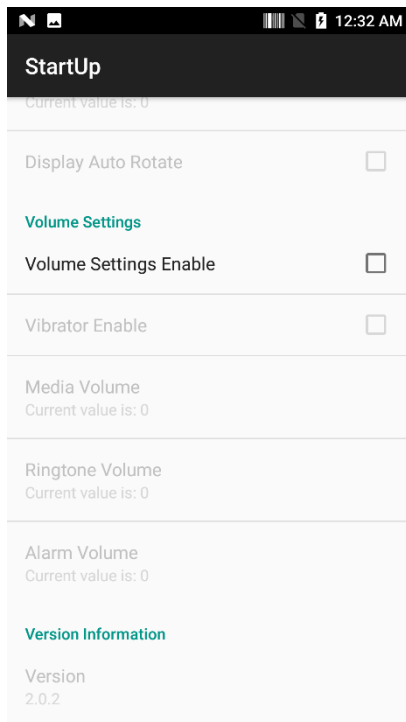 12:32 AM
StartUp
Current value is: 0
Display Auto Rotate
Volume Settings
Volume Settings Enable
Vibrator Enable
Media Volume
Current value is: 0
Ringtone Volume
Current value is: 0
Alarm Volume
Current value is: 0
Version Information
Version
2.0.2